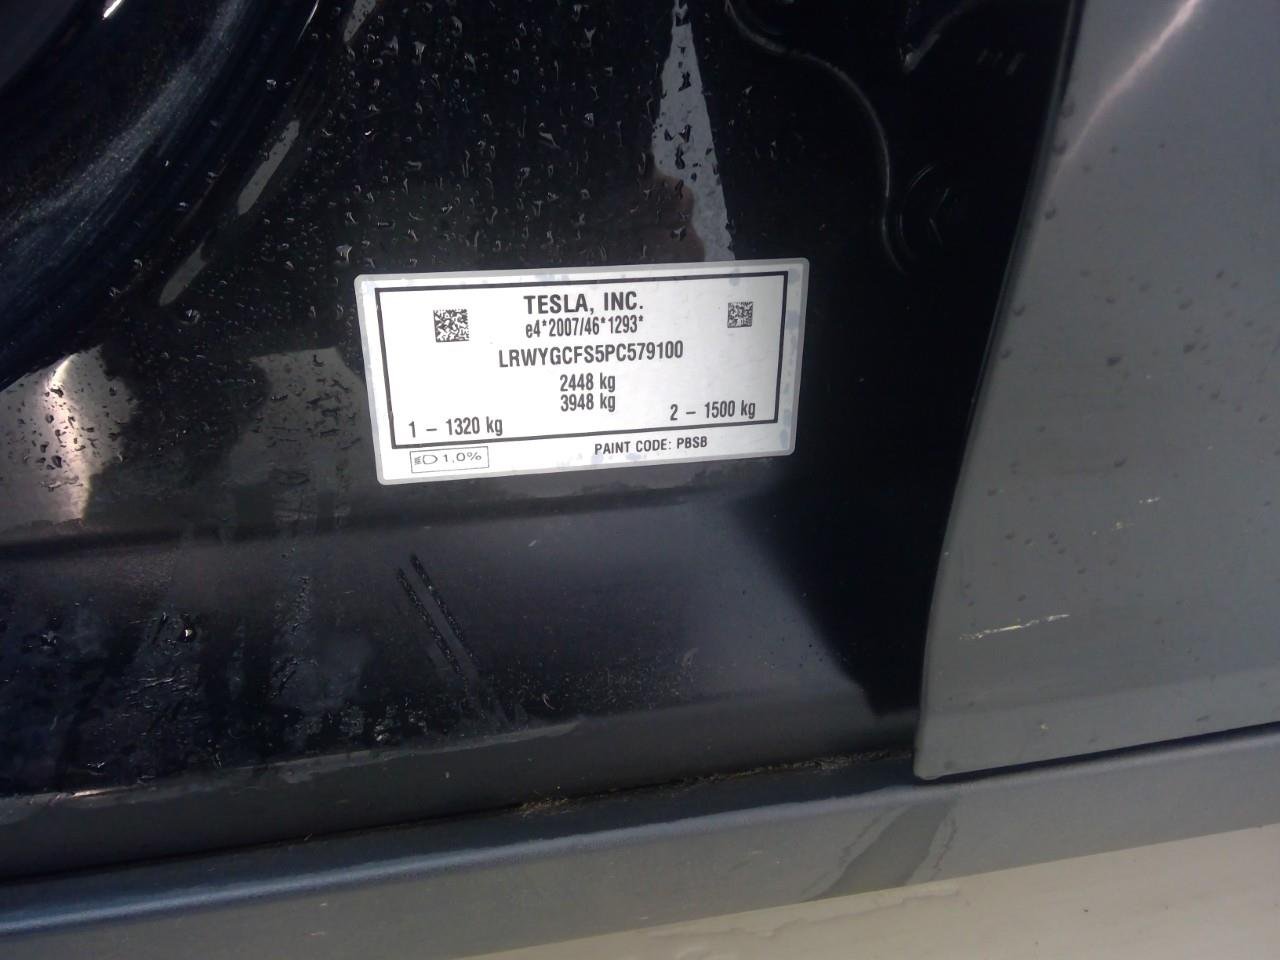 TESLA, INC.
e4*2007/46*1293*
LRWYGCFS5PC579100
2448 kg
3948 kg
1 – 1320 kg
2 – 1500 kg
1,0%
PAINT CODE: PBSB